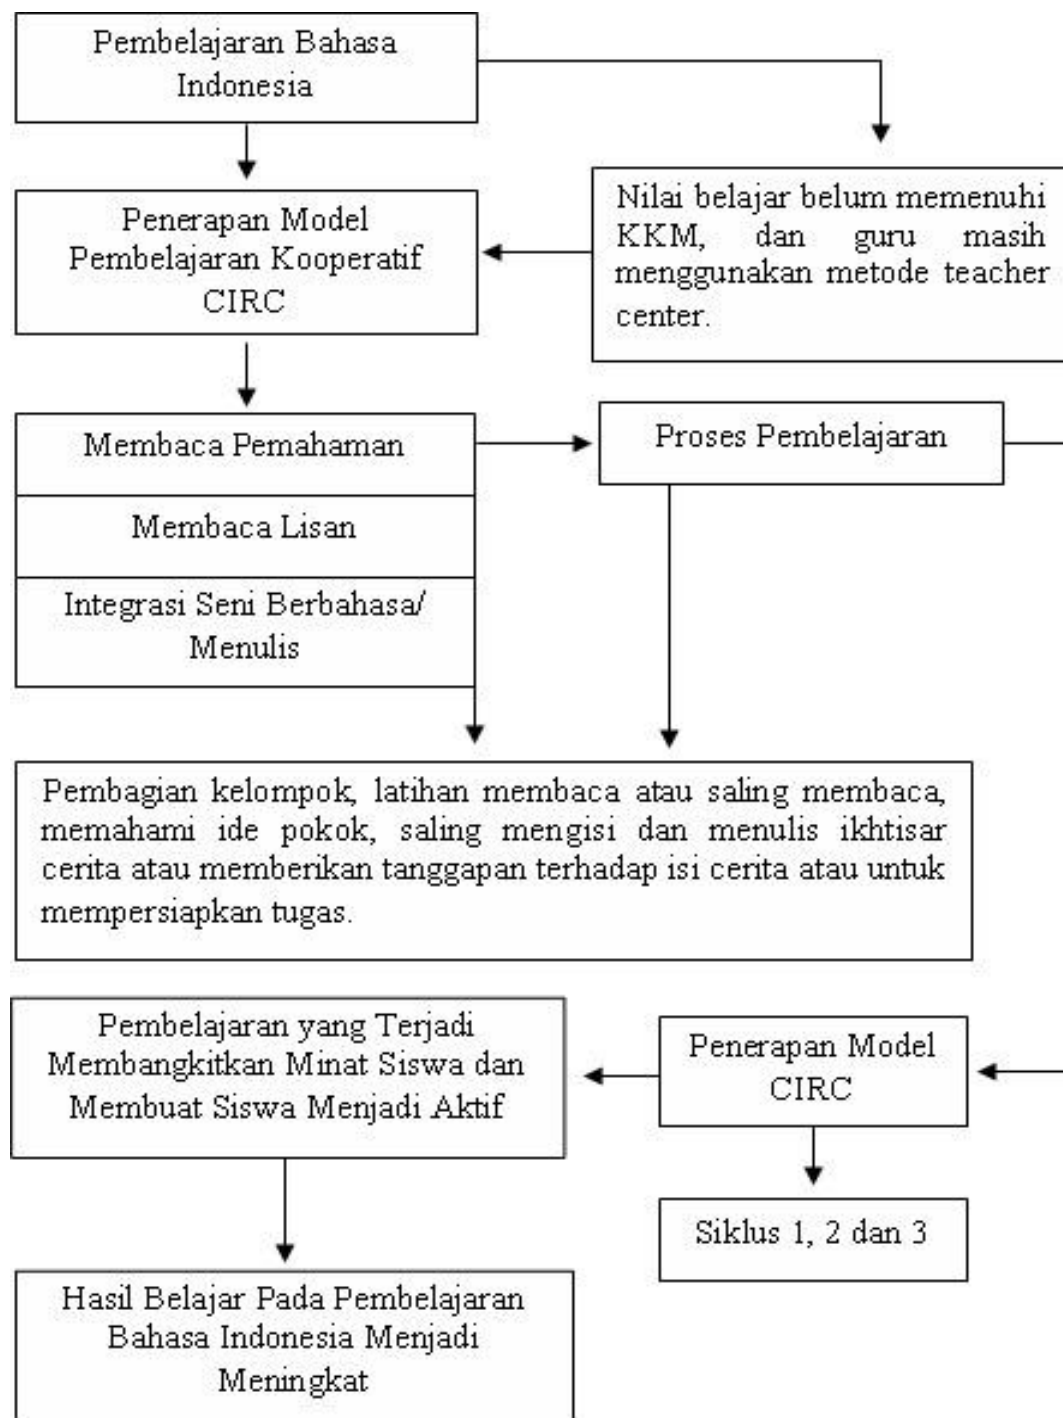 Pembelajaran Bahasa
Indonesia
Penerapan Model
Pembelajaran Kooperatif
CIRC
Nilai belajar belum memenuhi
KKM, dan guru masih
menggunakan metode teacher
center.
Membaca Pemahaman
Proses Pembelajaran
Membaca Lisan
Integrasi Seni Berbahasa/
Menulis
Pembagian kelompok, latihan membaca atau saling membaca,
memahami ide pokok, saling mengisi dan menulis ikhtisar
cerita atau memberikan tanggapan terhadap isi cerita atau untuk
mempersiapkan tugas.
Pembelajaran yang Terjadi
Membangkitkan Minat Siswa dan
Membuat Siswa Menjadi Aktif
Penerapan Model
CIRC
Siklus 1, 2 dan 3
Hasil Belajar Pada Pembelajaran
Bahasa Indonesia Menjadi
Meningkat